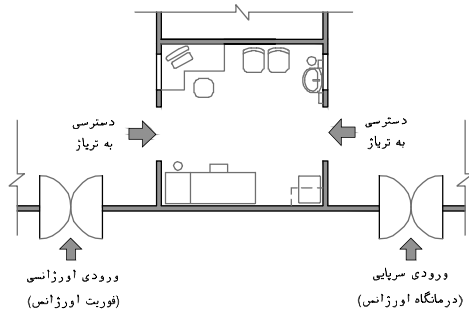 دسترسی
به تریاژ
دسترسی
به تریاژ
ورودی سرپایی
(درمانگاه اورژانس)
ورودی اورژانسی
(فوریت اورژانس)